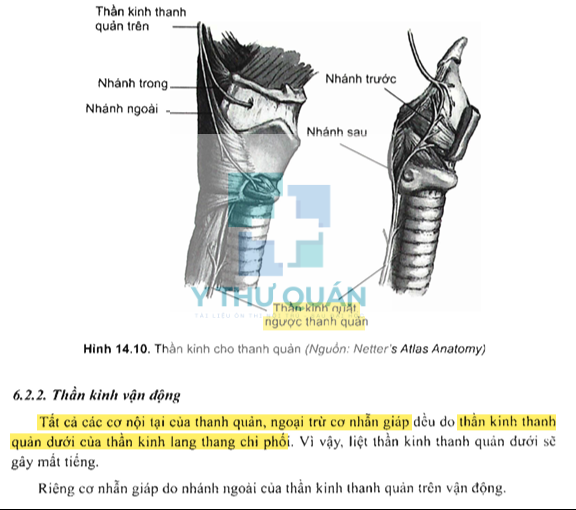 Thần kinh thanh
quản trên
Nhánh trong
Nhánh ngoài
Nhánh trước
Nhánh sau
Y THƯ QUÁN
Thần kinh quặt
ngược thanh quản
Hình 14.10. Thần kinh cho thanh quản (Nguồn: Netter's Atlas Anatomy)
6.2.2. Thần kinh vận động
Tất cả các cơ nội tại của thanh quản, ngoại trừ cơ nhẫn giáp đều do thần kinh thanh
quản dưới của thần kinh lang thang chi phối. Vì vậy, liệt thần kinh thanh quản dưới sẽ
gây mất tiếng.
Riêng cơ nhẫn giáp do nhánh ngoài của thần kinh thanh quản trên vận động.